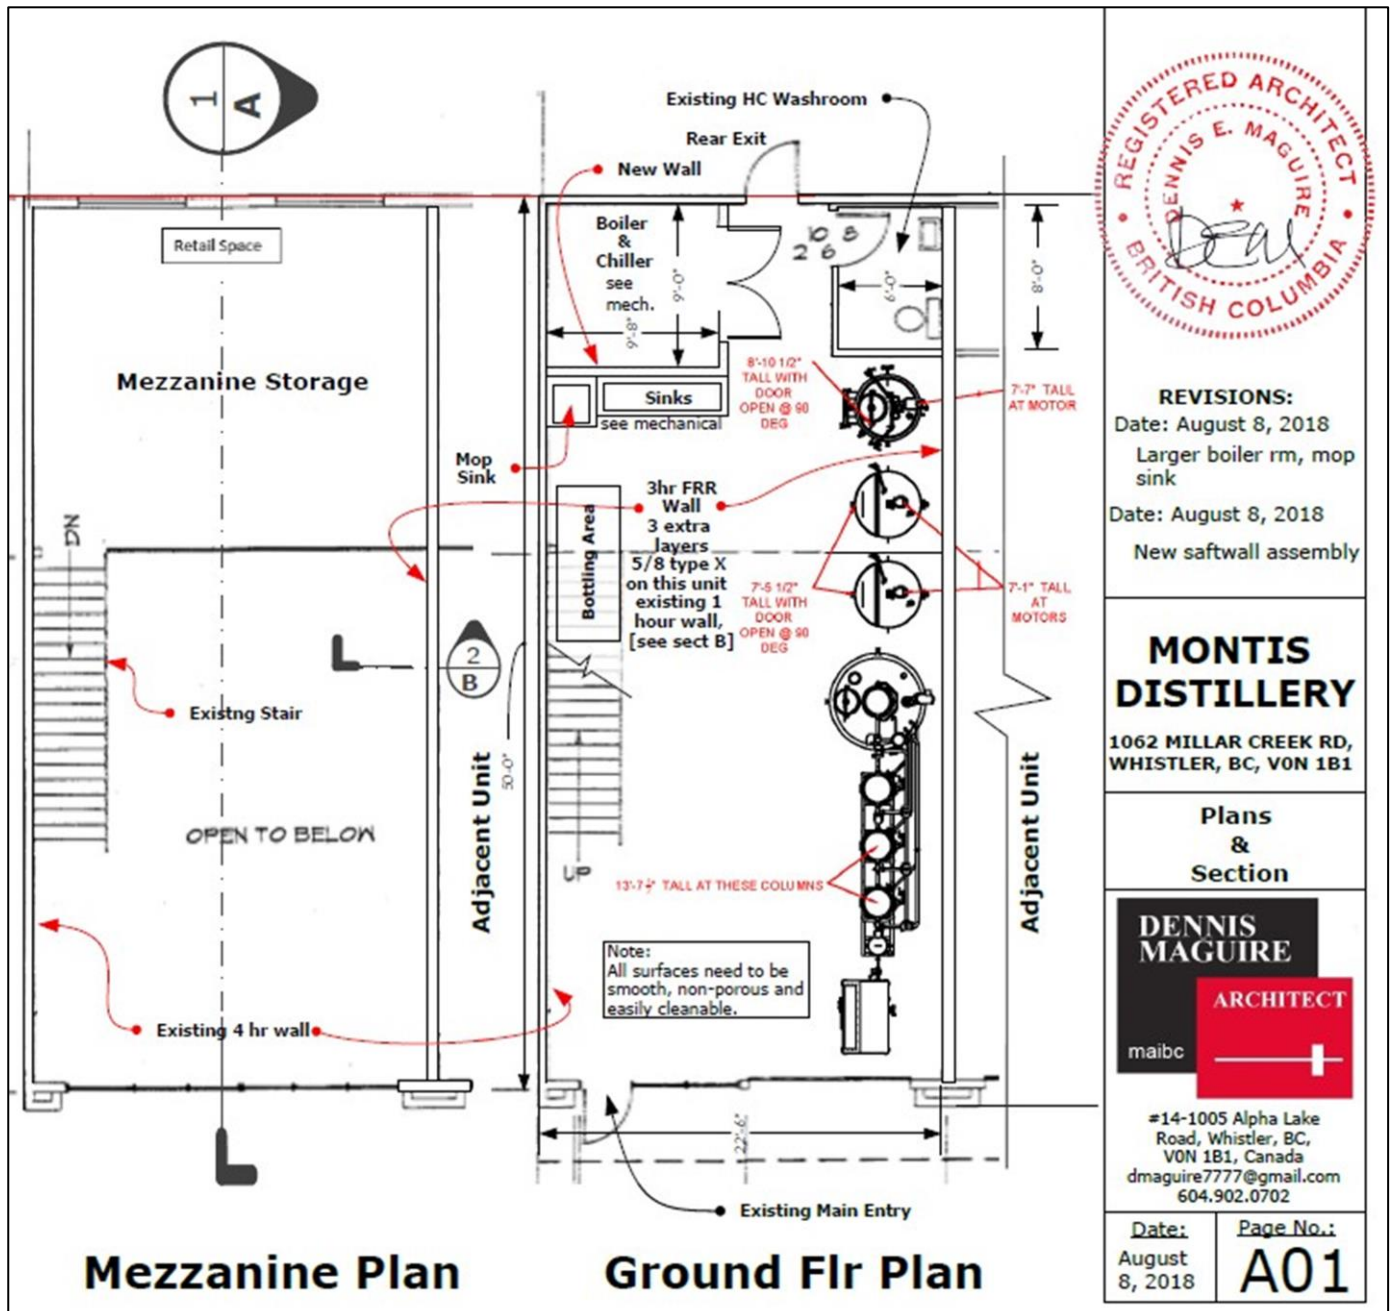 1
A
Existing HC Washroom
Rear Exit
New Wall
Retail Space
Boiler
&
Chiller
see
mech.
9'-0"
9'-8"
2 6
6'-0"
8'-0"
Mezzanine Storage
8'-10 1/2"
TALL WITH
DOOR
OPEN @ 90
DEG
7'-7" TALL
AT MOTOR
Sinks
see mechanical
Mop
Sink
3hr FRR
Wall
3 extra
layers
5/8 type X
on this unit
existing 1
hour wall,
[see sect B]
Bottling Area
DN
7'-5 1/2"
TALL WITH
DOOR
OPEN @ 90
DEG
7'-1" TALL
AT
MOTORS
2
B
Existng Stair
50'-0"
Adjacent Unit
OPEN TO BELOW
UP
13'-7 1/2" TALL AT THESE COLUMNS
Adjacent Unit
Note:
All surfaces need to be
smooth, non-porous and
easily cleanable.
Existing 4 hr wall
22'-6"
Existing Main Entry
Mezzanine Plan
Ground Flr Plan
REGISTERED ARCHITECT
DENNIS E. MAGUIRE
BRITISH COLUMBIA
REVISIONS:
Date: August 8, 2018
Larger boiler rm, mop
sink
Date: August 8, 2018
New saftwall assembly
MONTIS
DISTILLERY
1062 MILLAR CREEK RD,
WHISTLER, BC, V0N 1B1
Plans
&
Section
DENNIS
MAGUIRE
ARCHITECT
maibc
#14-1005 Alpha Lake
Road, Whistler, BC,
V0N 1B1, Canada
dmaguire7777@gmail.com
604.902.0702
Date:
August
8, 2018
Page No.:
A01